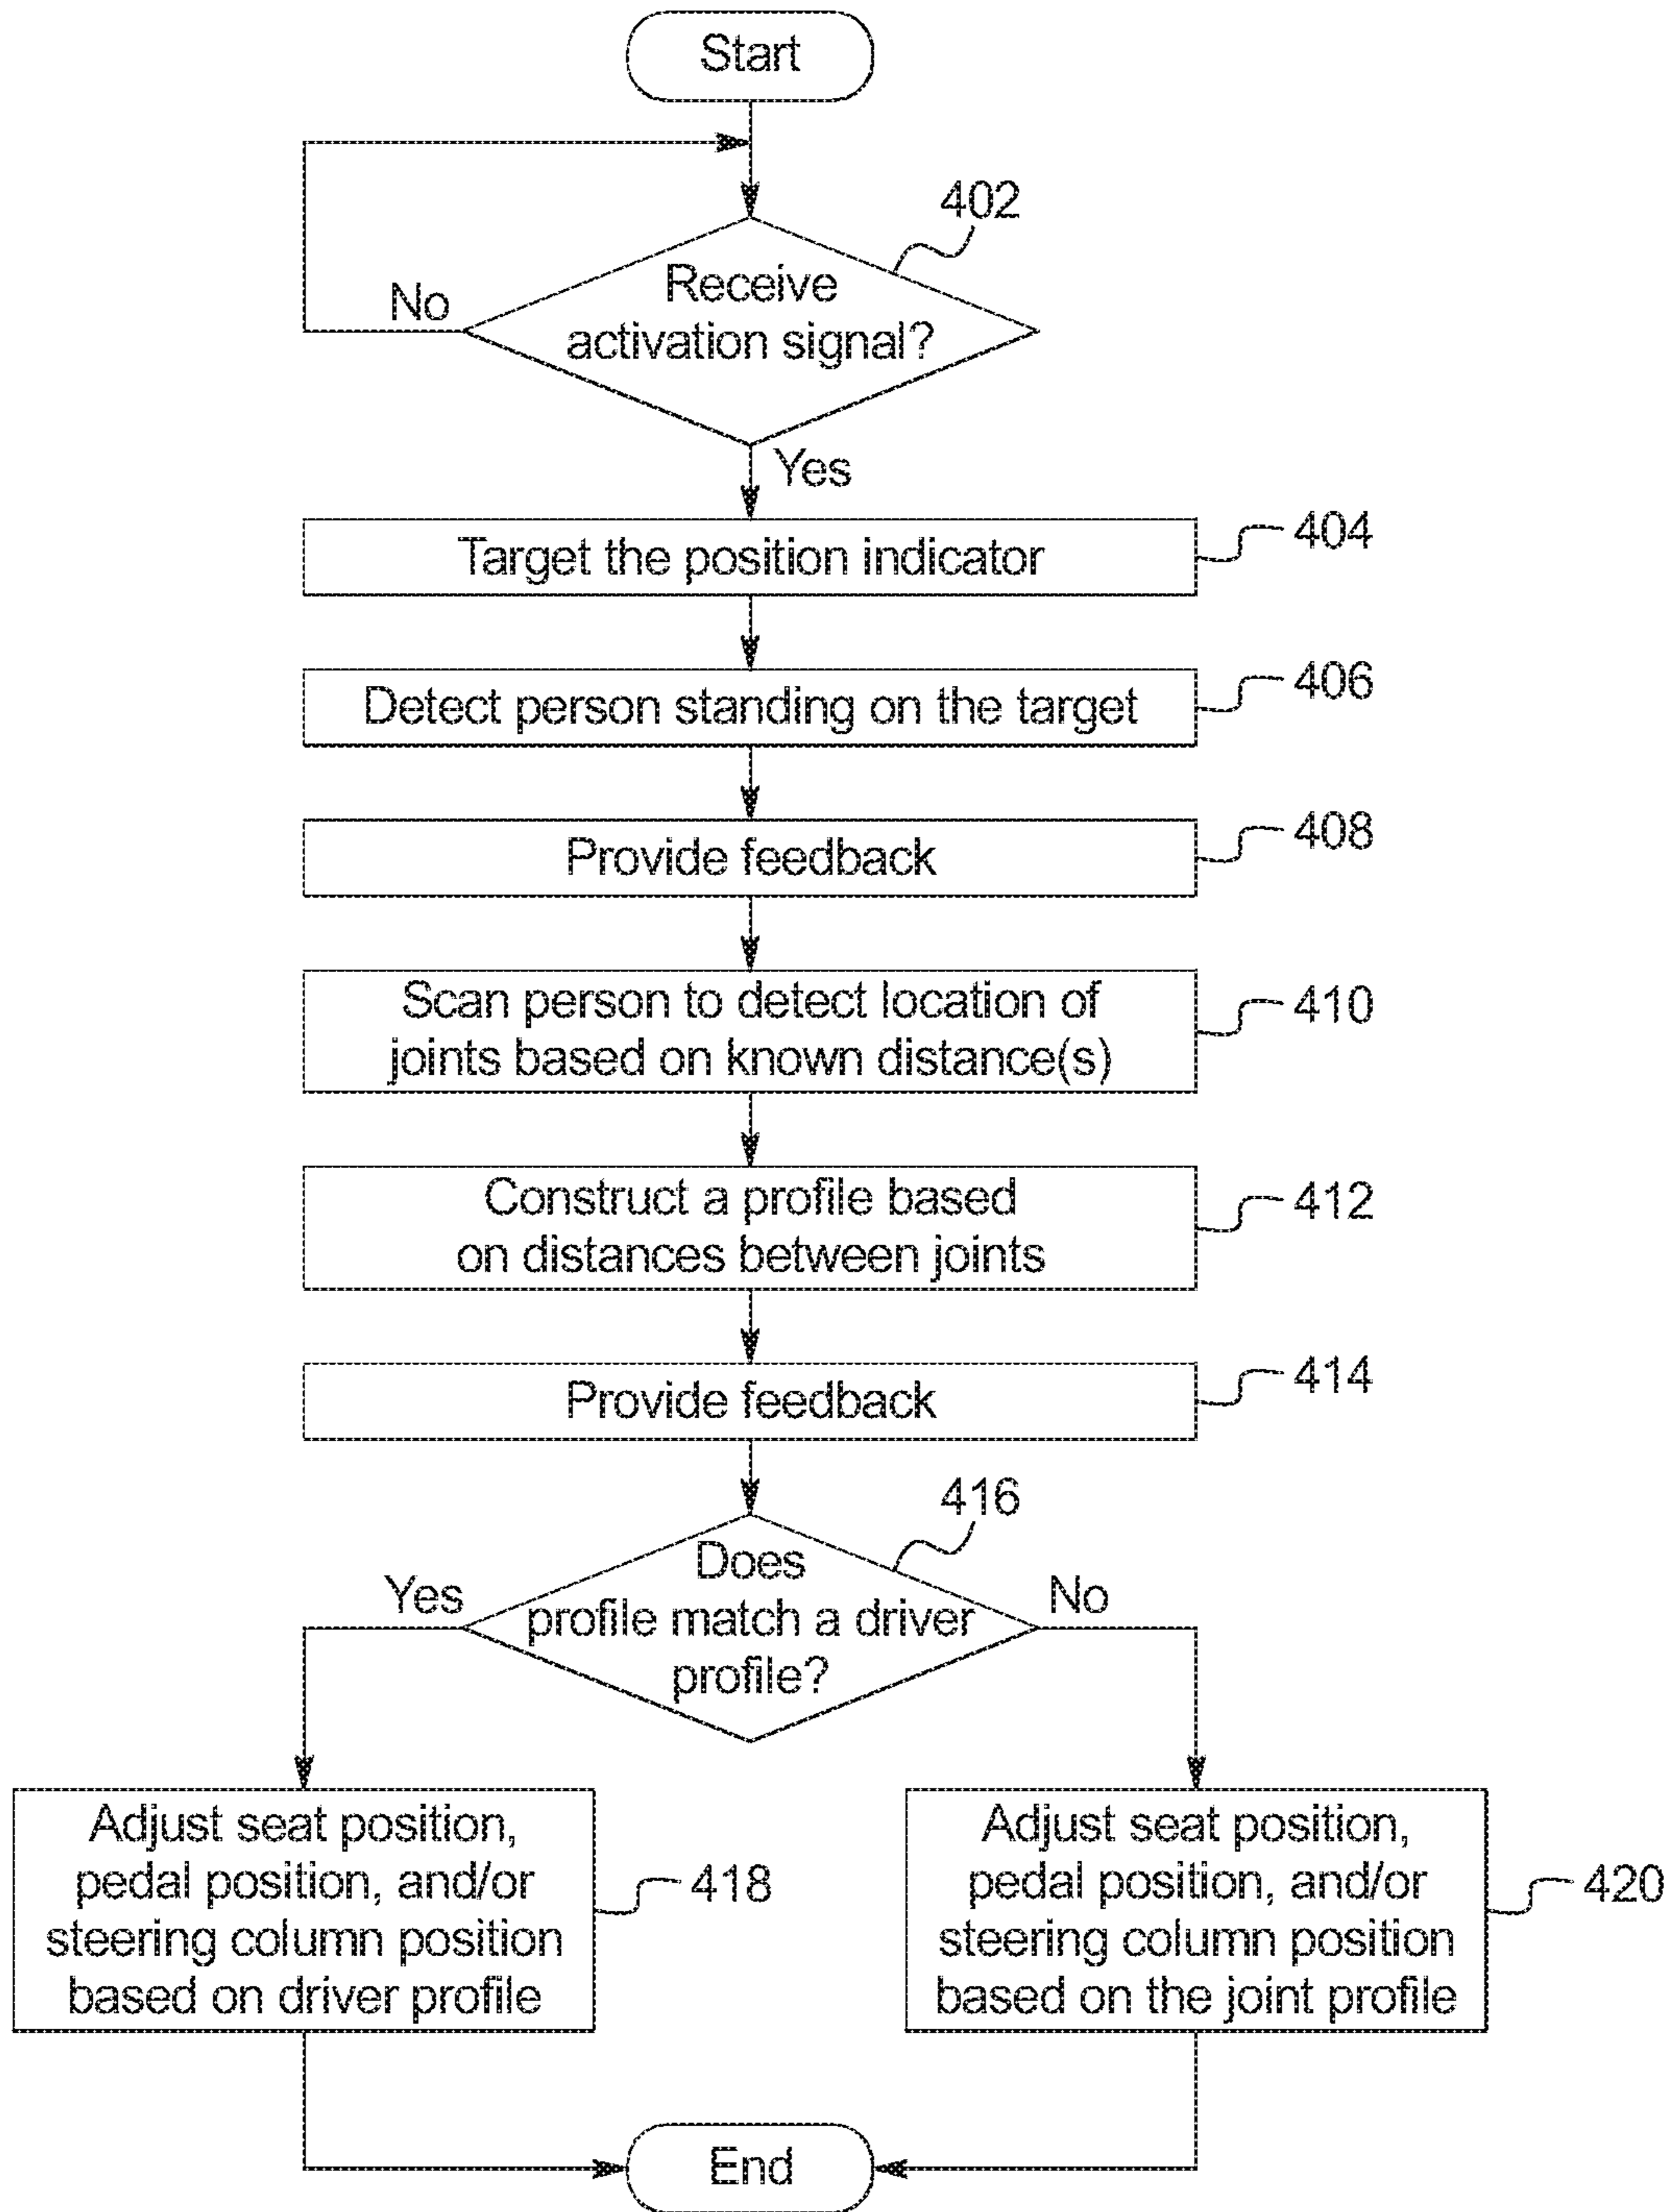 Start
402
Receive
activation signal?
No
Yes
Target the position indicator
404
Detect person standing on the target
406
Provide feedback
408
Scan person to detect location of
joints based on known distance(s)
410
Construct a profile based
on distances between joints
412
Provide feedback
414
416
Does
profile match a driver
profile?
Yes
No
Adjust seat position,
pedal position, and/or
steering column position
based on driver profile
418
Adjust seat position,
pedal position, and/or
steering column position
based on the joint profile
420
End